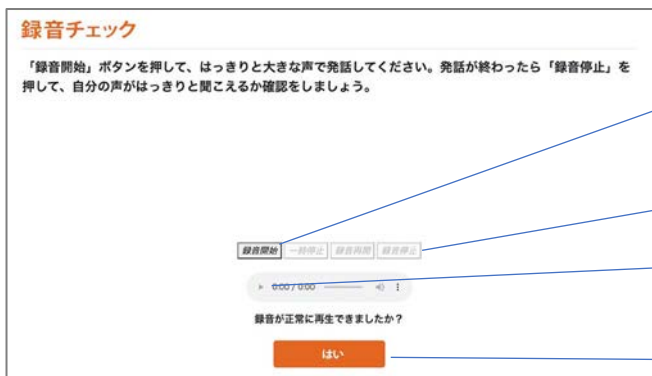 録音チェック
「録音開始」ボタンを押して、はっきりと大きな声で発話してください。発話が終わったら「録音停止」を
押して、自分の声がはっきりと聞こえるか確認をしましょう。
録音開始 一時停止 録音再開 録音停止
0:00 / 0:00
録音が正常に再生できましたか？
はい